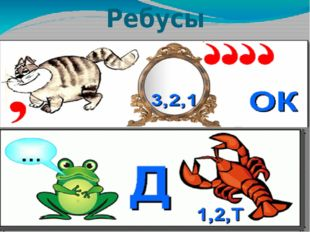 Ребусы
,
3,2,1
,,,,
ОК
...
Д
1,2,Т